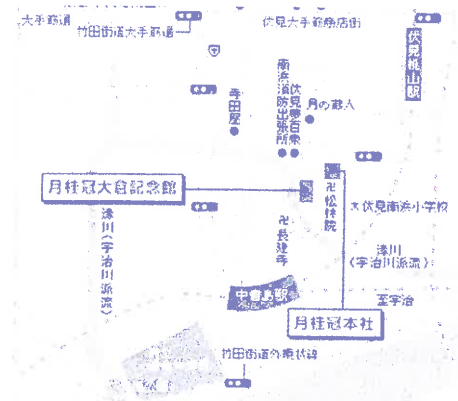 大手筋通
竹田街道大手筋通
伏見大手筋商店街
伏見桃山駅
寺田屋
南浜消防出張所
伏見夢百衆
月の蔵人
月桂冠大倉記念館
卍松林院
文伏見南浜小学校
濠川(宇治川派流)
卍長建寺
濠川
(宇治川派流)
中書島駅
至宇治
月桂冠本社
竹田街道外環状線